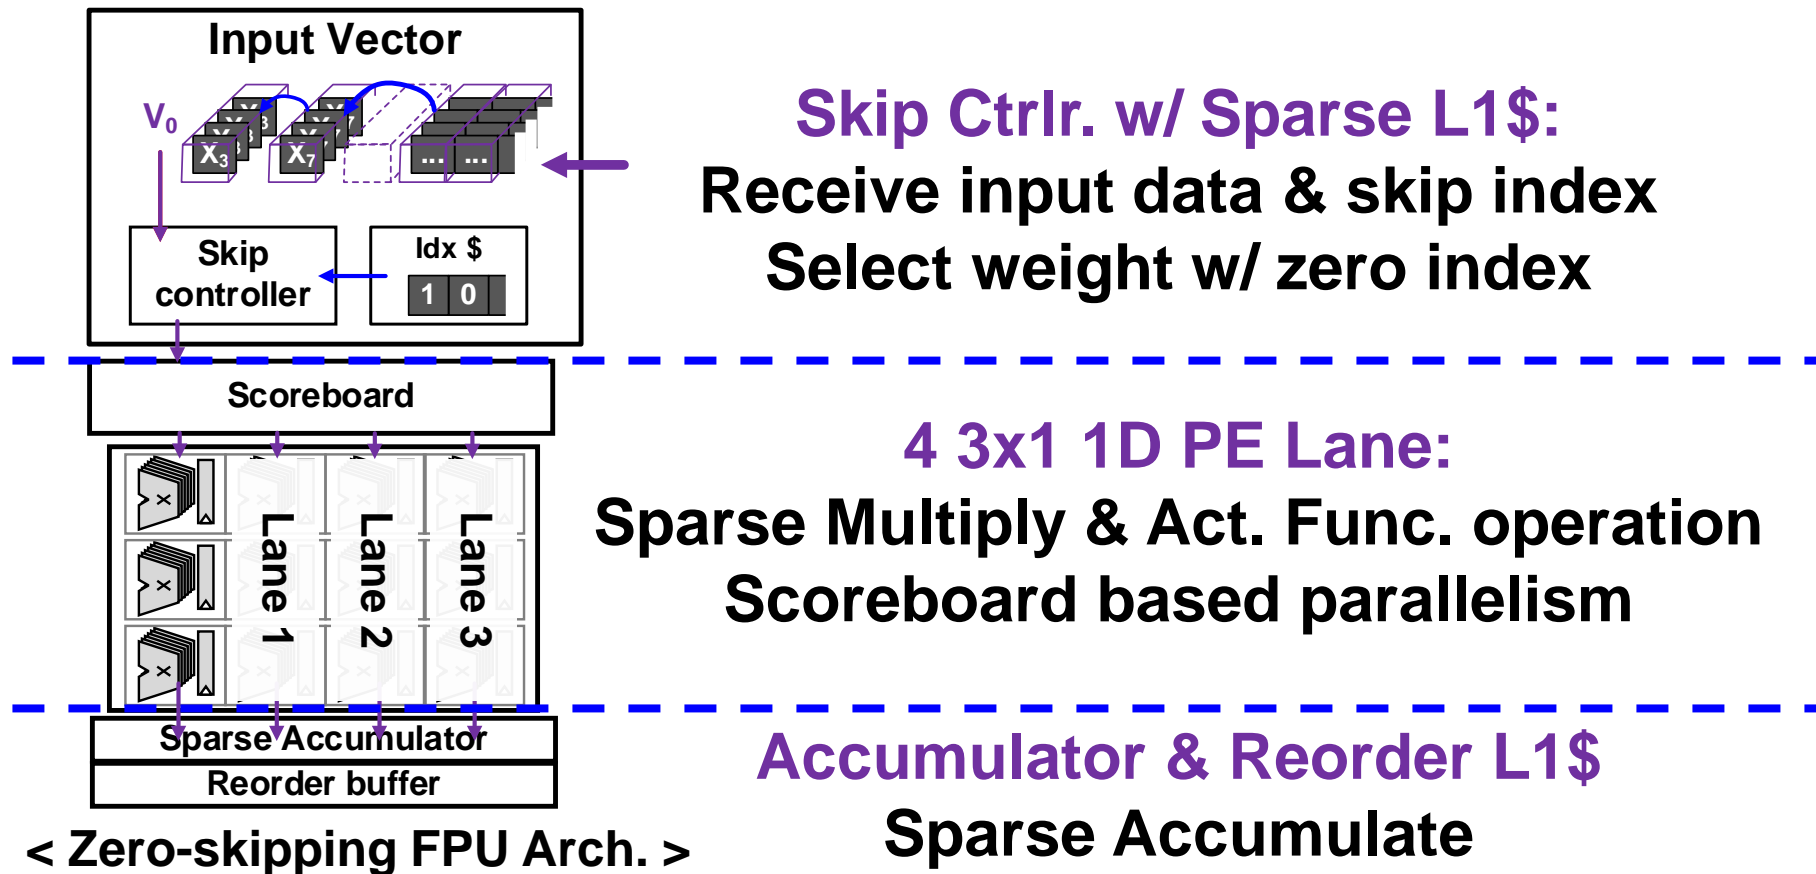 Input Vector
V₀
X₃ X₇ ... ...
3 7
Skip
controller
Idx $
1 0
Skip Ctrlr. w/ Sparse L1$:
Receive input data & skip index
Select weight w/ zero index
Scoreboard
X
X
X
Lane 1
Lane 2
Lane 3
4 3x1 1D PE Lane:
Sparse Multiply & Act. Func. operation
Scoreboard based parallelism
Sparse Accumulator
Reorder buffer
Accumulator & Reorder L1$
Sparse Accumulate
< Zero-skipping FPU Arch. >